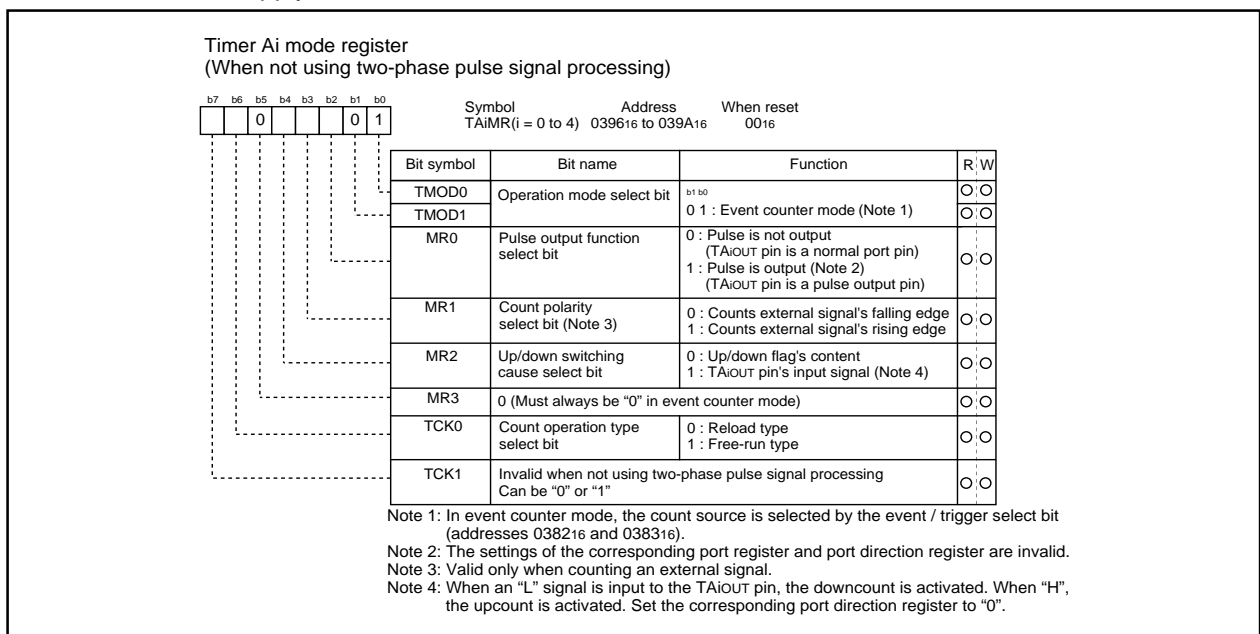 Timer Ai mode register
(When not using two-phase pulse signal processing)
b7 b6 b5 b4 b3 b2 b1 b0
0 0 1
Symbol Address When reset
TAiMR(i = 0 to 4) 039616 to 039A16 0016
Bit symbol Bit name Function R W
TMOD0 Operation mode select bit b1 b0
TMOD1 0 1 : Event counter mode (Note 1)
MR0 Pulse output function select bit 0 : Pulse is not output
(TAiOUT pin is a normal port pin)
1 : Pulse is output (Note 2)
(TAiOUT pin is a pulse output pin)
MR1 Count polarity
select bit (Note 3)
0 : Counts external signal's falling edge
1 : Counts external signal's rising edge
MR2 Up/down switching
cause select bit
0 : Up/down flag's content
1 : TAiOUT pin's input signal (Note 4)
MR3 0 (Must always be “0” in event counter mode)
TCK0 Count operation type
select bit
0 : Reload type
1 : Free-run type
TCK1 Invalid when not using two-phase pulse signal processing
Can be “0” or “1”
Note 1: In event counter mode, the count source is selected by the event / trigger select bit
(addresses 038216 and 038316).
Note 2: The settings of the corresponding port register and port direction register are invalid.
Note 3: Valid only when counting an external signal.
Note 4: When an “L” signal is input to the TAiOUT pin, the downcount is activated. When “H”,
the upcount is activated. Set the corresponding port direction register to “0”.